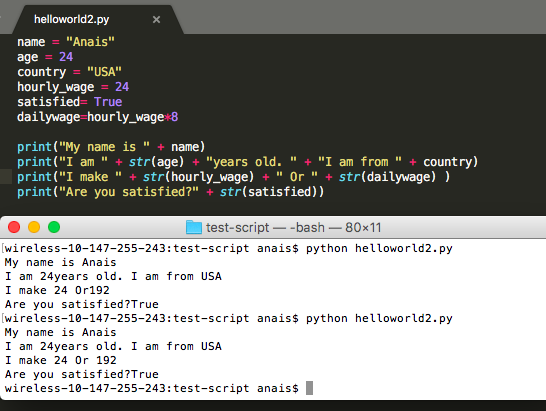 helloworld2.py ×
name = "Anais"
age = 24
country = "USA"
hourly_wage = 24
satisfied= True
dailywage=hourly_wage*8
print("My name is " + name)
print("I am " + str(age) + "years old. " + "I am from " + country)
print("I make " + str(hourly_wage) + " Or " + str(dailywage) )
print("Are you satisfied?" + str(satisfied))
test-script — -bash — 80×11
[wireless-10-147-255-243:test-script anais$ python helloworld2.py
My name is Anais
I am 24years old. I am from USA
I make 24 Or192
Are you satisfied?True
[wireless-10-147-255-243:test-script anais$ python helloworld2.py
My name is Anais
I am 24years old. I am from USA
I make 24 Or 192
Are you satisfied?True
wireless-10-147-255-243:test-script anais$